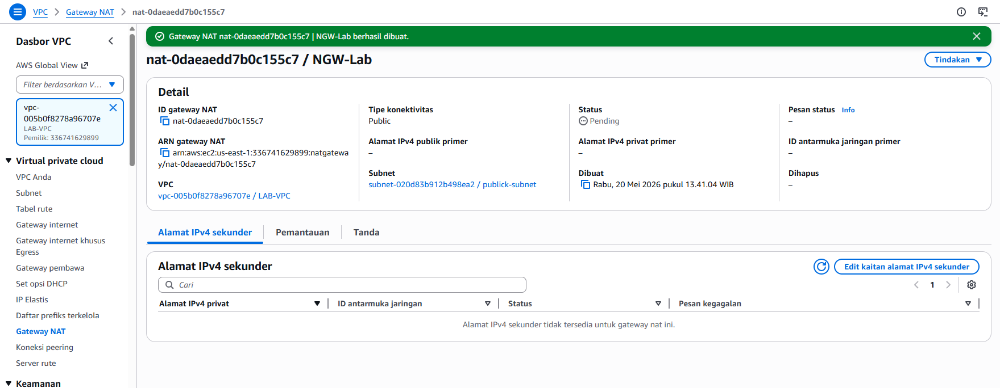 VPC > Gateway NAT > nat-0daeaedd7b0c155c7
Dasbor VPC
AWS Global View
Filter berdasarkan V...
vpc-
005b0f8278a96707e
LAB-VPC
Pemilik: 336741629899
Virtual private cloud
VPC Anda
Subnet
Tabel rute
Gateway internet
Gateway internet khusus
Egress
Gateway pembawa
Set opsi DHCP
IP Elastis
Daftar prefiks terkelola
Gateway NAT
Koneksi peering
Server rute
Keamanan
Gateway NAT nat-0daeaedd7b0c155c7 | NGW-Lab berhasil dibuat.
nat-0daeaedd7b0c155c7 / NGW-Lab
Tindakan
Detail
ID gateway NAT
nat-0daeaedd7b0c155c7
ARN gateway NAT
arn:aws:ec2:us-east-1:336741629899:natgatewa
y/nat-0daeaedd7b0c155c7
VPC
vpc-005b0f8278a96707e / LAB-VPC
Tipe konektivitas
Public
Alamat IPv4 publik primer
–
Subnet
subnet-020d83b912b498ea2 / publick-subnet
Status
Pending
Alamat IPv4 privat primer
–
Dibuat
Rabu, 20 Mei 2026 pukul 13.41.04 WIB
Pesan status Info
–
ID antarmuka jaringan primer
–
Dihapus
–
Alamat IPv4 sekunder
Pemantauan
Tanda
Alamat IPv4 sekunder
Edit kaitan alamat IPv4 sekunder
Cari
1
Alamat IPv4 privat
ID antarmuka jaringan
Status
Pesan kegagalan
Alamat IPv4 sekunder tidak tersedia untuk gateway nat ini.